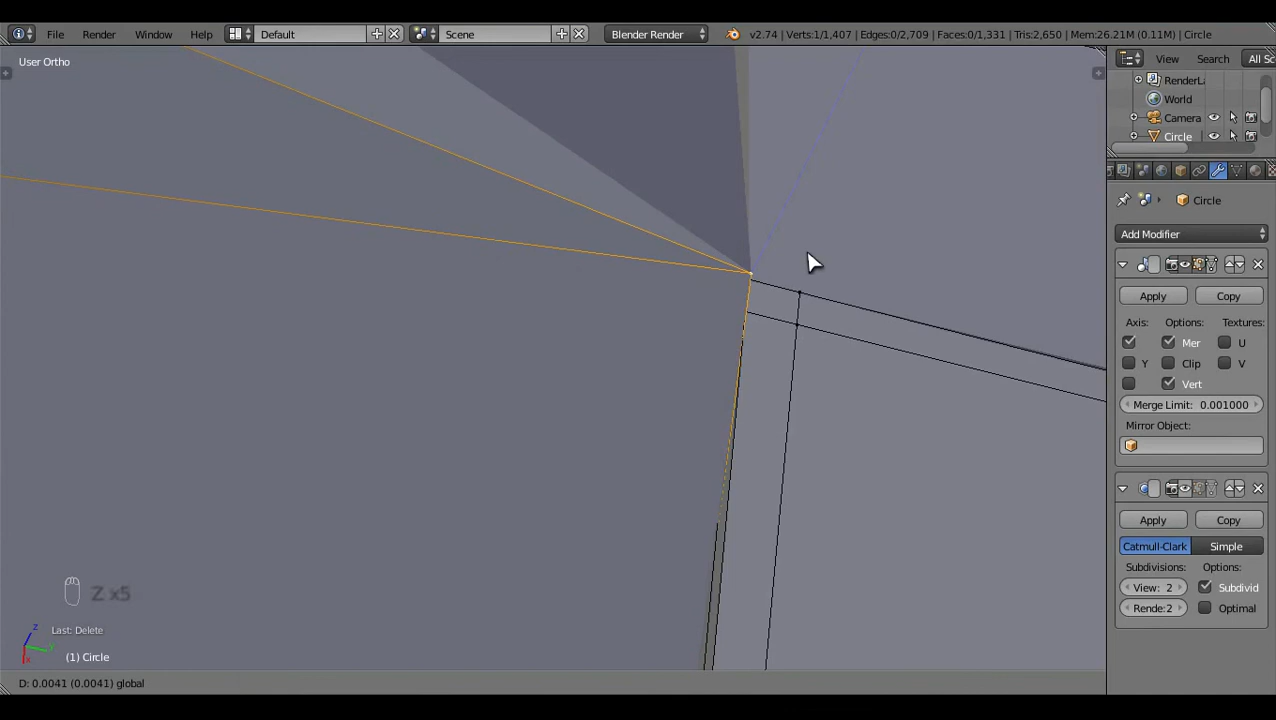 File Render Window Help Default Scene Blender Render v2.74 | Verts:1/1,407 | Edges:0/2,709 | Faces:0/1,331 | Tris:2,650 | Mem:26.21M (0.11M) | Circle
User Ortho
View Search All Sc
RenderLa
World
Camera
Circle
Circle
Add Modifier
Apply Copy
Axis: Options: Textures:
Mer U
Y Clip V
Vert
Merge Limit: 0.001000
Mirror Object:
Apply Copy
Catmull-Clark Simple
Subdivisions: Options:
View: 2 Subdivid
Rende:2 Optimal
Z x5
Last: Delete
z
y
x
(1) Circle
D: 0.0041 (0.0041) global